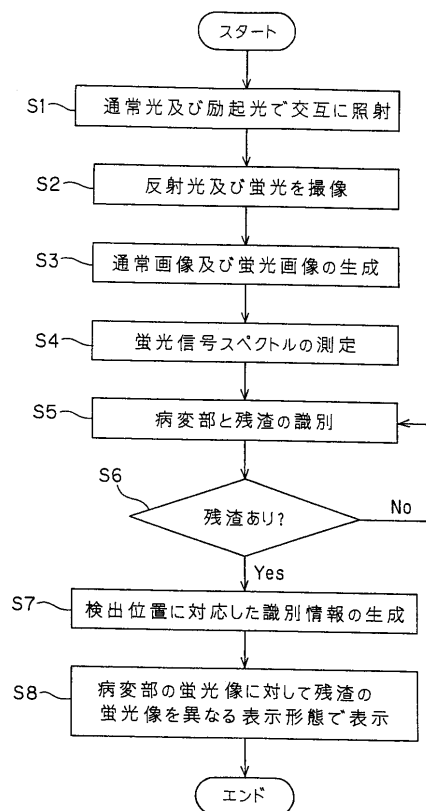 スタート
S1
通常光及び励起光で交互に照射
S2
反射光及び蛍光を撮像
S3
通常画像及び蛍光画像の生成
S4
蛍光信号スペクトルの測定
S5
病変部と残渣の識別
S6
残渣あり?
No
Yes
S7
検出位置に対応した識別情報の生成
S8
病変部の蛍光像に対して残渣の
蛍光像を異なる表示形態で表示
エンド